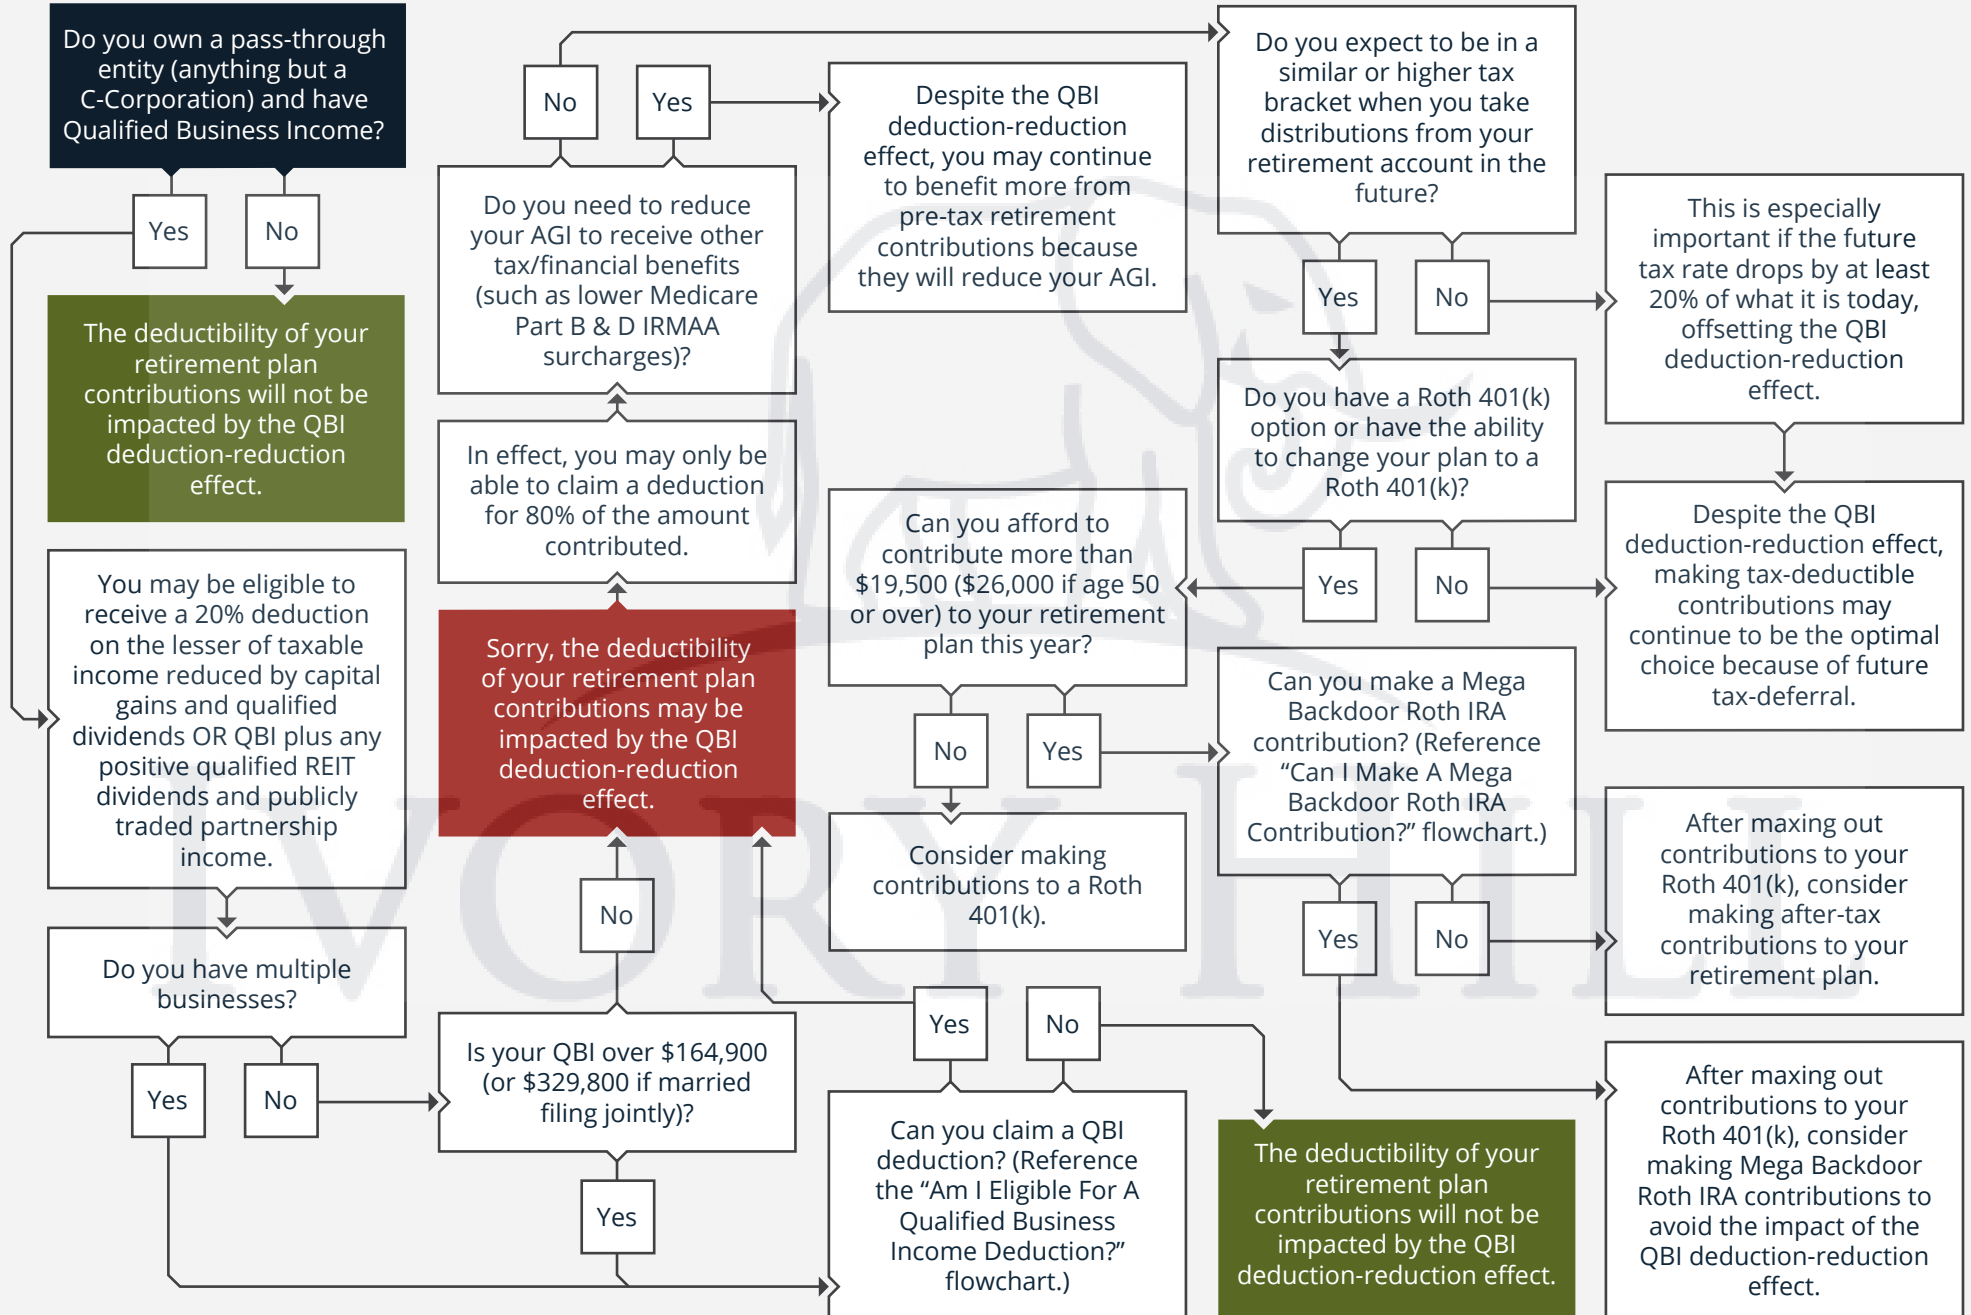 Do you own a pass-through
entity (anything but a
C-Corporation) and have
Qualified Business Income?
Yes
No
The deductibility of your
retirement plan
contributions will not be
impacted by the QBI
deduction-reduction
effect.
You may be eligible to
receive a 20% deduction
on the lesser of taxable
income reduced by capital
gains and qualified
dividends OR QBI plus any
positive qualified REIT
dividends and publicly
traded partnership
income.
Do you have multiple
businesses?
Yes
No
Is your QBI over $164,900
(or $329,800 if married
filing jointly)?
No
Yes
Sorry, the deductibility
of your retirement plan
contributions may be
impacted by the QBI
deduction-reduction
effect.
In effect, you may only be
able to claim a deduction
for 80% of the amount
contributed.
Do you need to reduce
your AGI to receive other
tax/financial benefits
(such as lower Medicare
Part B & D IRMAA
surcharges)?
No
Yes
Despite the QBI
deduction-reduction
effect, you may continue
to benefit more from
pre-tax retirement
contributions because
they will reduce your AGI.
Can you afford to
contribute more than
$19,500 ($26,000 if age 50
or over) to your retirement
plan this year?
No
Yes
Consider making
contributions to a Roth
401(k).
Yes
No
Can you claim a QBI
deduction? (Reference
the “Am I Eligible For A
Qualified Business
Income Deduction?”
flowchart.)
Do you expect to be in a
similar or higher tax
bracket when you take
distributions from your
retirement account in the
future?
Yes
No
Do you have a Roth 401(k)
option or have the ability
to change your plan to a
Roth 401(k)?
Yes
No
Can you make a Mega
Backdoor Roth IRA
contribution? (Reference
“Can I Make A Mega
Backdoor Roth IRA
Contribution?” flowchart.)
Yes
No
The deductibility of your
retirement plan
contributions will not be
impacted by the QBI
deduction-reduction effect.
This is especially
important if the future
tax rate drops by at least
20% of what it is today,
offsetting the QBI
deduction-reduction
effect.
Despite the QBI
deduction-reduction effect,
making tax-deductible
contributions may
continue to be the optimal
choice because of future
tax-deferral.
After maxing out
contributions to your
Roth 401(k), consider
making after-tax
contributions to your
retirement plan.
After maxing out
contributions to your
Roth 401(k), consider
making Mega Backdoor
Roth IRA contributions to
avoid the impact of the
QBI deduction-reduction
effect.
IVORY HILL